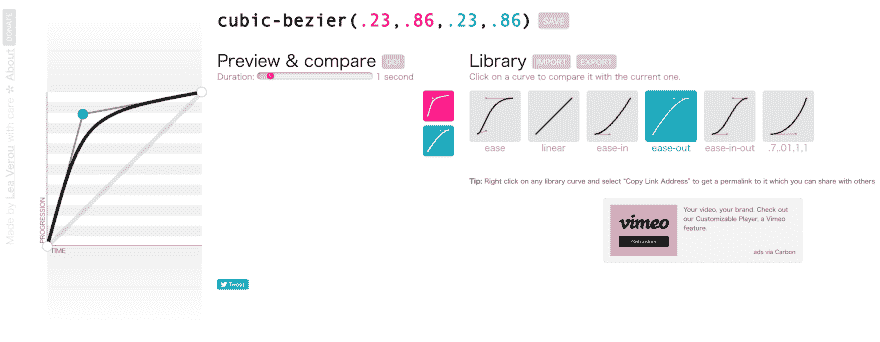 cubic-bezier(.23,.86,.23,.86) SAVE
Made by Lea Verou with care ☆ About DONATE
Preview & compare GO!
Duration: 1 second
Library IMPORT EXPORT
Click on a curve to compare it with the current one.
ease linear ease-in ease-out ease-in-out .7,.01,1,1
Tip: Right click on any library curve and select “Copy Link Address” to get a permalink to it which you can share with others
PROGRESSION
TIME
vimeo
Your video, your brand. Check out
our Customizable Player, a Vimeo
feature
ads via Carbon
Tweet